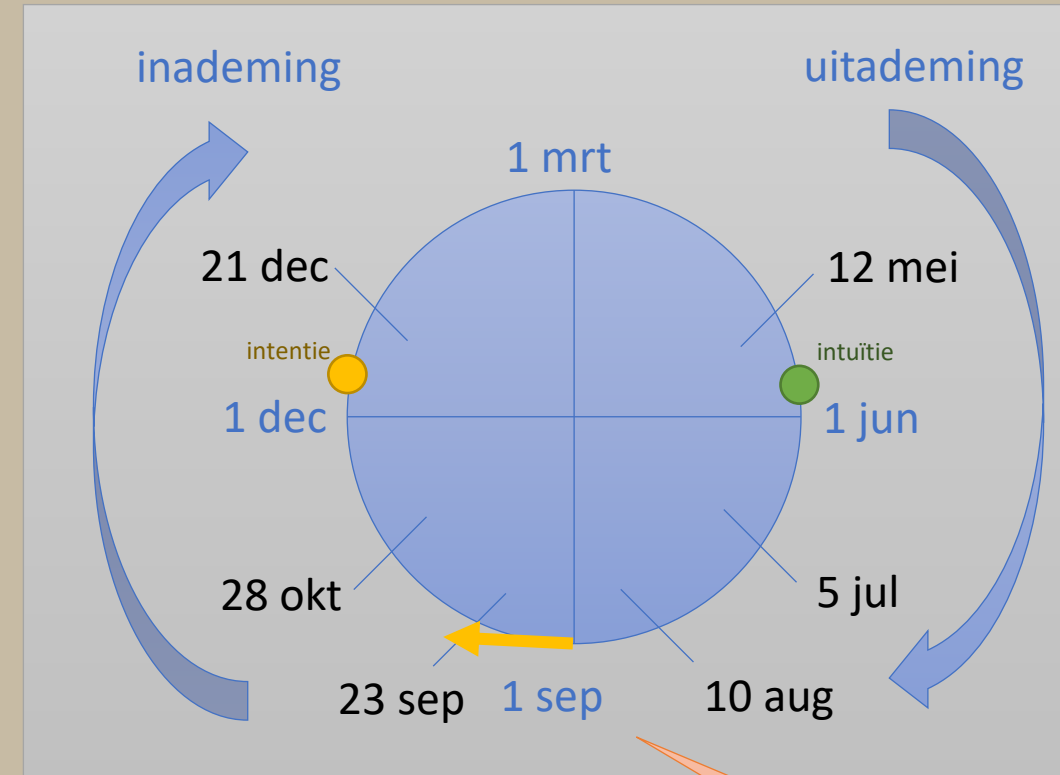 inademing
uitademing
1 mrt
21 dec
12 mei
intentie
intuïtie
1 dec
1 jun
28 okt
5 jul
23 sep
1 sep
10 aug